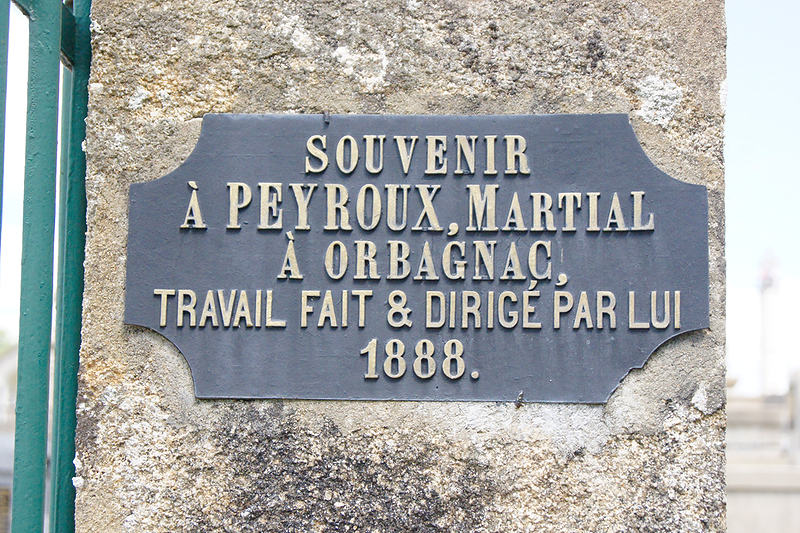 SOUVENIR
À PEYROUX, MARTIAL
À ORBAGNAC,
TRAVAIL FAIT & DIRIGÉ PAR LUI
1888.